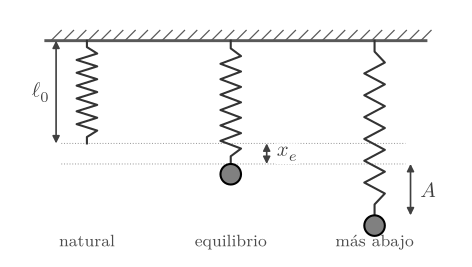 ℓ₀
xₑ
A
natural
equilibrio
más abajo